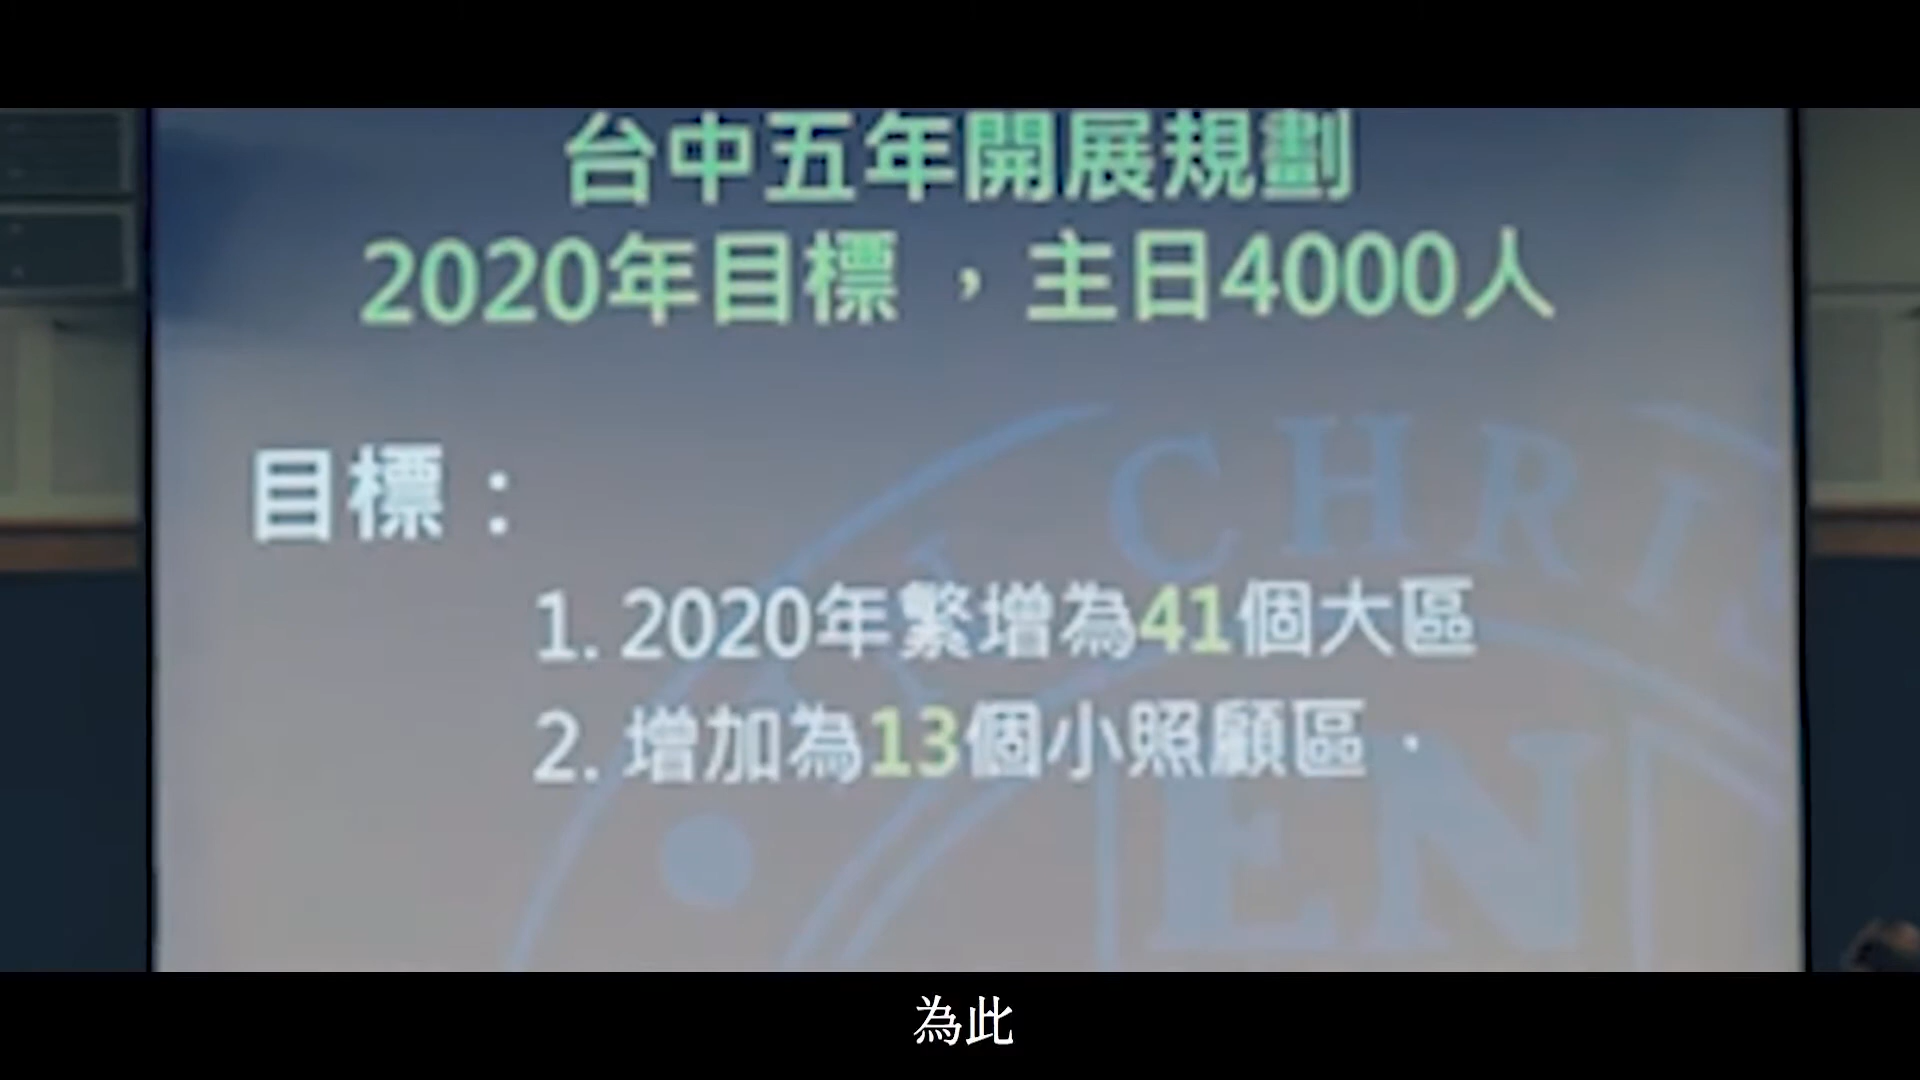 台中五年開展規劃
2020年目標，主日4000人
目標：
1. 2020年繁增為41個大區
2. 增加為13個小照顧區．
CHRIS
EN
為此